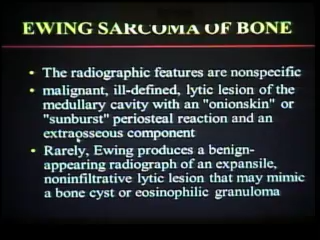 EWING SARCOMA OF BONE
• The radiographic features are nonspecific
• malignant, ill-defined, lytic lesion of the
medullary cavity with an "onionskin" or
"sunburst" periosteal reaction and an
extraosseous component
• Rarely, Ewing produces a benign-
appearing radiograph of an expansile,
noninfiltrative lytic lesion that may mimic
a bone cyst or eosinophilic granuloma